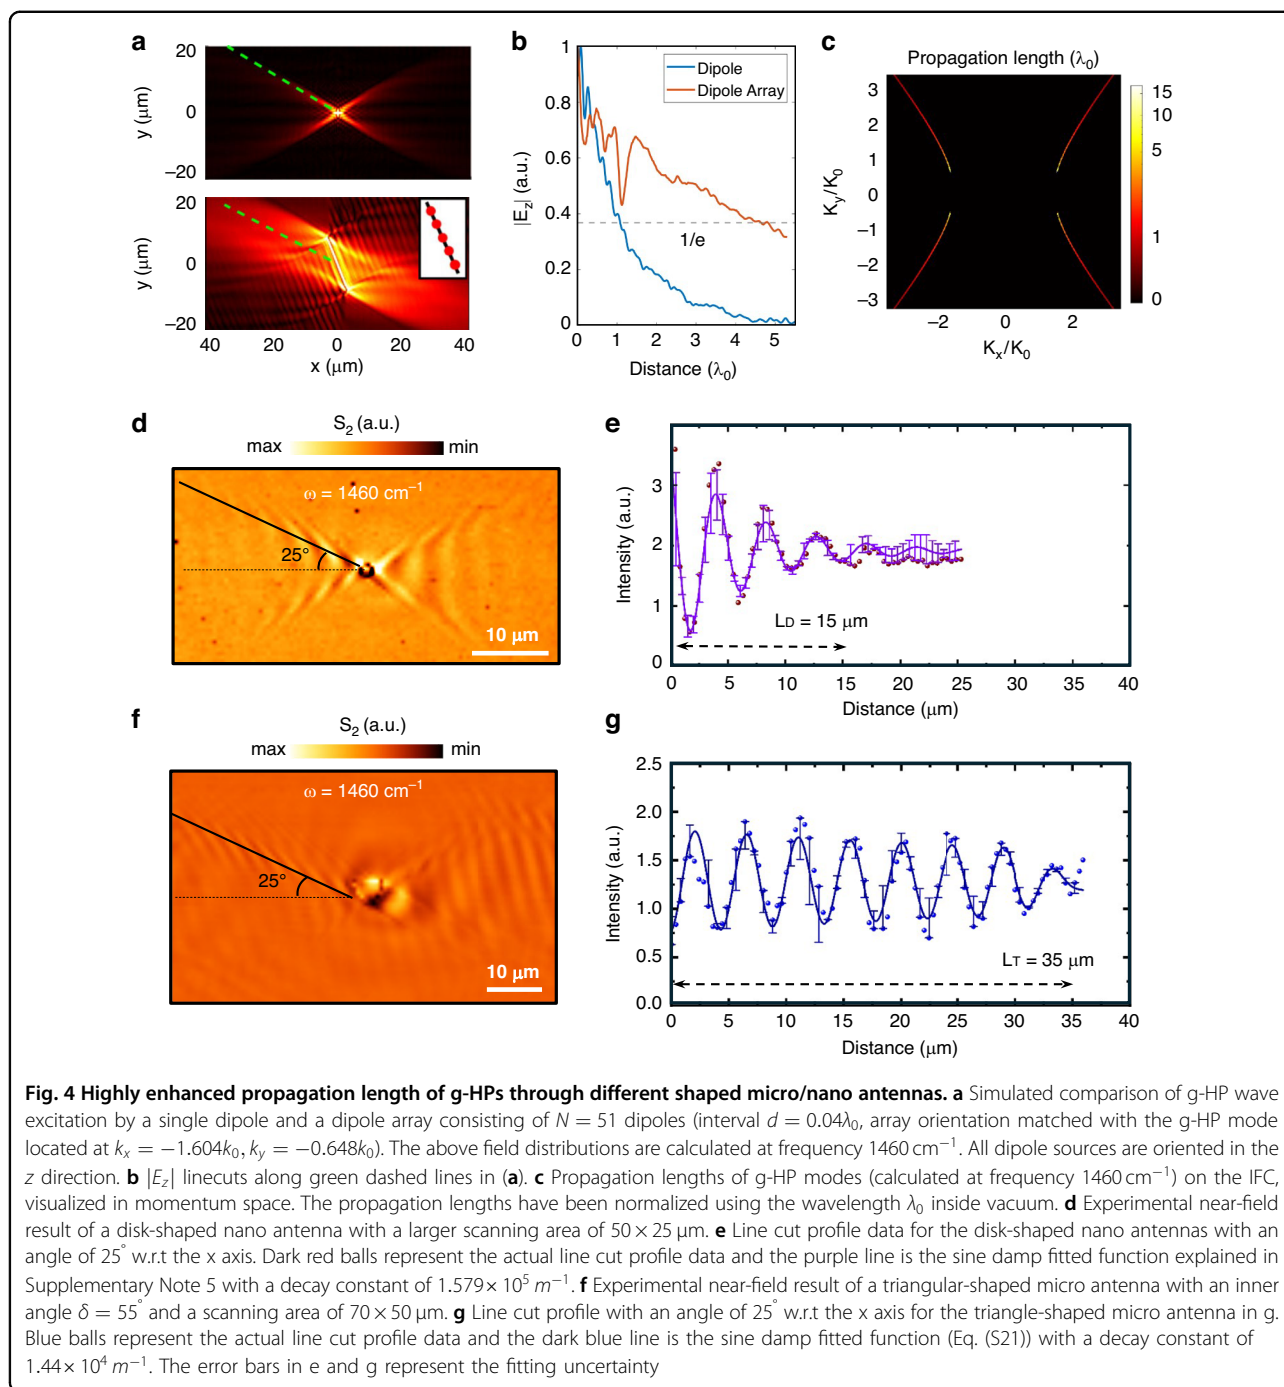 a
20
0
−20
y (μm)
20
0
−20
y (μm)
40
20
0
20
40
x (μm)
b
1
0.8
0.6
0.4
0.2
0
|E_z| (a.u.)
Dipole
Dipole Array
1/e
0
1
2
3
4
5
Distance (λ₀)
c
Propagation length (λ₀)
3
2
1
0
−1
−2
−3
K_y/K₀
−2
0
2
K_x/K₀
15
10
5
1
0
d
S₂ (a.u.)
max
min
ω = 1460 cm⁻¹
25°
10 μm
e
3
2
1
0
Intensity (a.u.)
L_D = 15 μm
0
5
10
15
20
25
30
35
40
Distance (μm)
f
S₂ (a.u.)
max
min
ω = 1460 cm⁻¹
25°
10 μm
g
2.5
2.0
1.5
1.0
0.5
0.0
Intensity (a.u.)
L_T = 35 μm
0
5
10
15
20
25
30
35
40
Distance (μm)
Fig. 4 Highly enhanced propagation length of g-HPs through different shaped micro/nano antennas. a Simulated comparison of g-HP wave
excitation by a single dipole and a dipole array consisting of N = 51 dipoles (interval d = 0.04λ₀, array orientation matched with the g-HP mode
located at k_x = −1.604k₀, k_y = −0.648k₀). The above field distributions are calculated at frequency 1460 cm⁻¹. All dipole sources are oriented in the
z direction. b |E_z| linecuts along green dashed lines in (a). c Propagation lengths of g-HP modes (calculated at frequency 1460 cm⁻¹) on the IFC,
visualized in momentum space. The propagation lengths have been normalized using the wavelength λ₀ inside vacuum. d Experimental near-field
result of a disk-shaped nano antenna with a larger scanning area of 50 × 25 μm. e Line cut profile data for the disk-shaped nano antennas with an
angle of 25° w.r.t the x axis. Dark red balls represent the actual line cut profile data and the purple line is the sine damp fitted function explained in
Supplementary Note 5 with a decay constant of 1.579 × 10⁵ m⁻¹. f Experimental near-field result of a triangular-shaped micro antenna with an inner
angle δ = 55° and a scanning area of 70 × 50 μm. g Line cut profile with an angle of 25° w.r.t the x axis for the triangle-shaped micro antenna in g.
Blue balls represent the actual line cut profile data and the dark blue line is the sine damp fitted function (Eq. (S21)) with a decay constant of
1.44 × 10⁴ m⁻¹. The error bars in e and g represent the fitting uncertainty